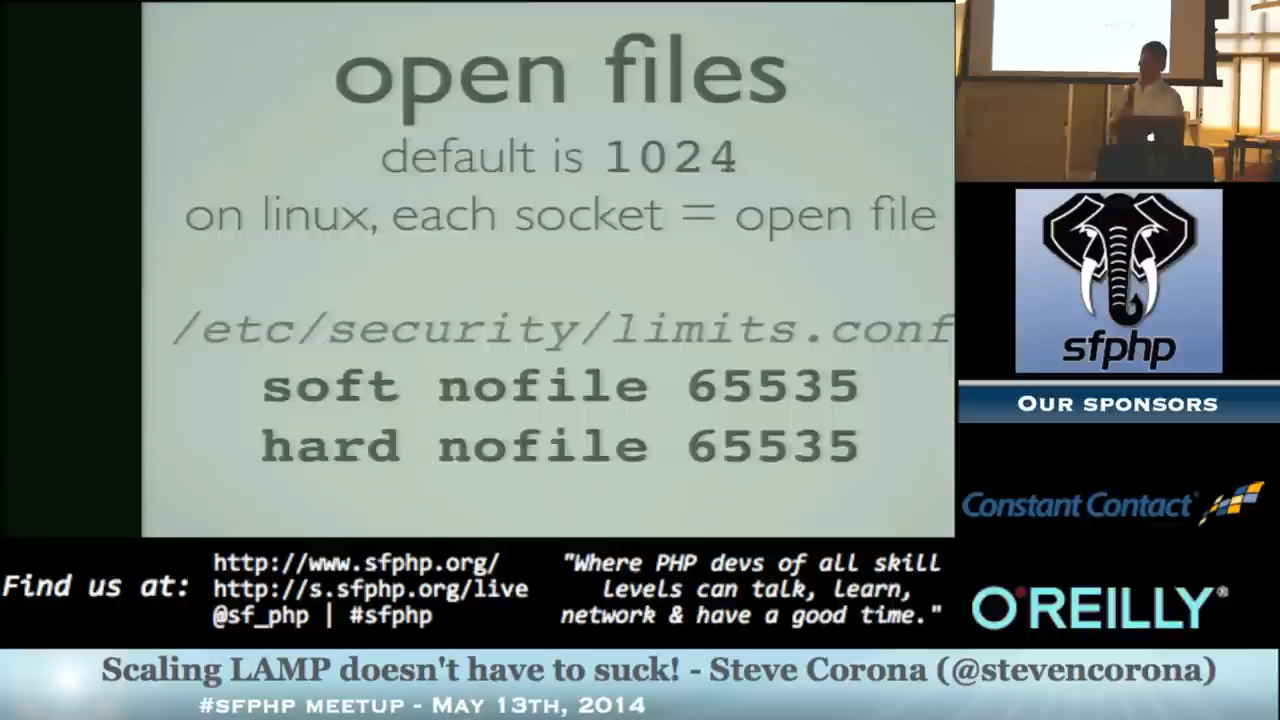 open files
default is 1024
on linux, each socket = open file
/etc/security/limits.conf
soft nofile 65535
hard nofile 65535
sfphp
Our sponsors
Constant Contact®
O'REILLY®
Find us at:
http://www.sfphp.org/
http://s.sfphp.org/live
@sf_php | #sfphp
"Where PHP devs of all skill
Levels can talk, learn,
network & have a good time."
Scaling LAMP doesn't have to suck! - Steve Corona (@stevencorona)
#sfphp meetup - May 13th, 2014